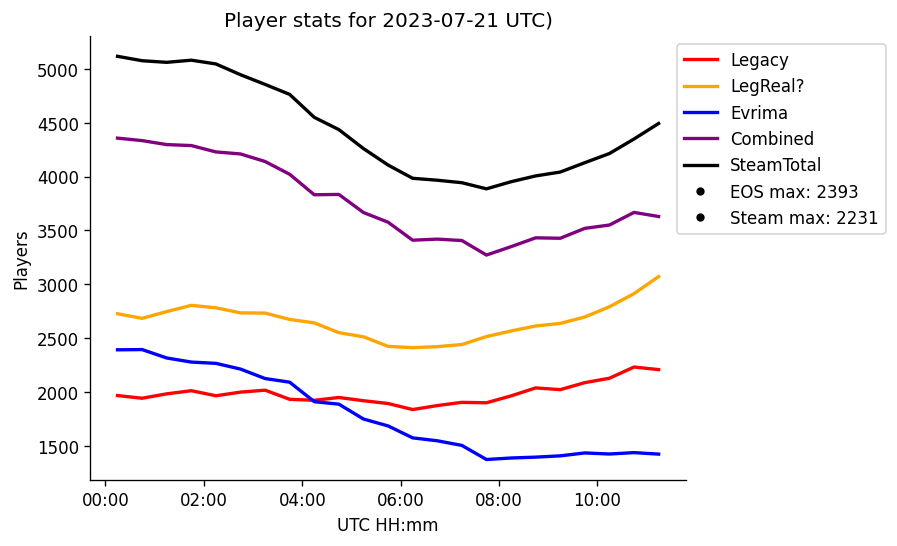 Player stats for 2023-07-21 UTC)
Legacy
LegReal?
Evrima
Combined
SteamTotal
EOS max: 2393
Steam max: 2231
Players
5000
4500
4000
3500
3000
2500
2000
1500
00:00 02:00 04:00 06:00 08:00 10:00
UTC HH:mm